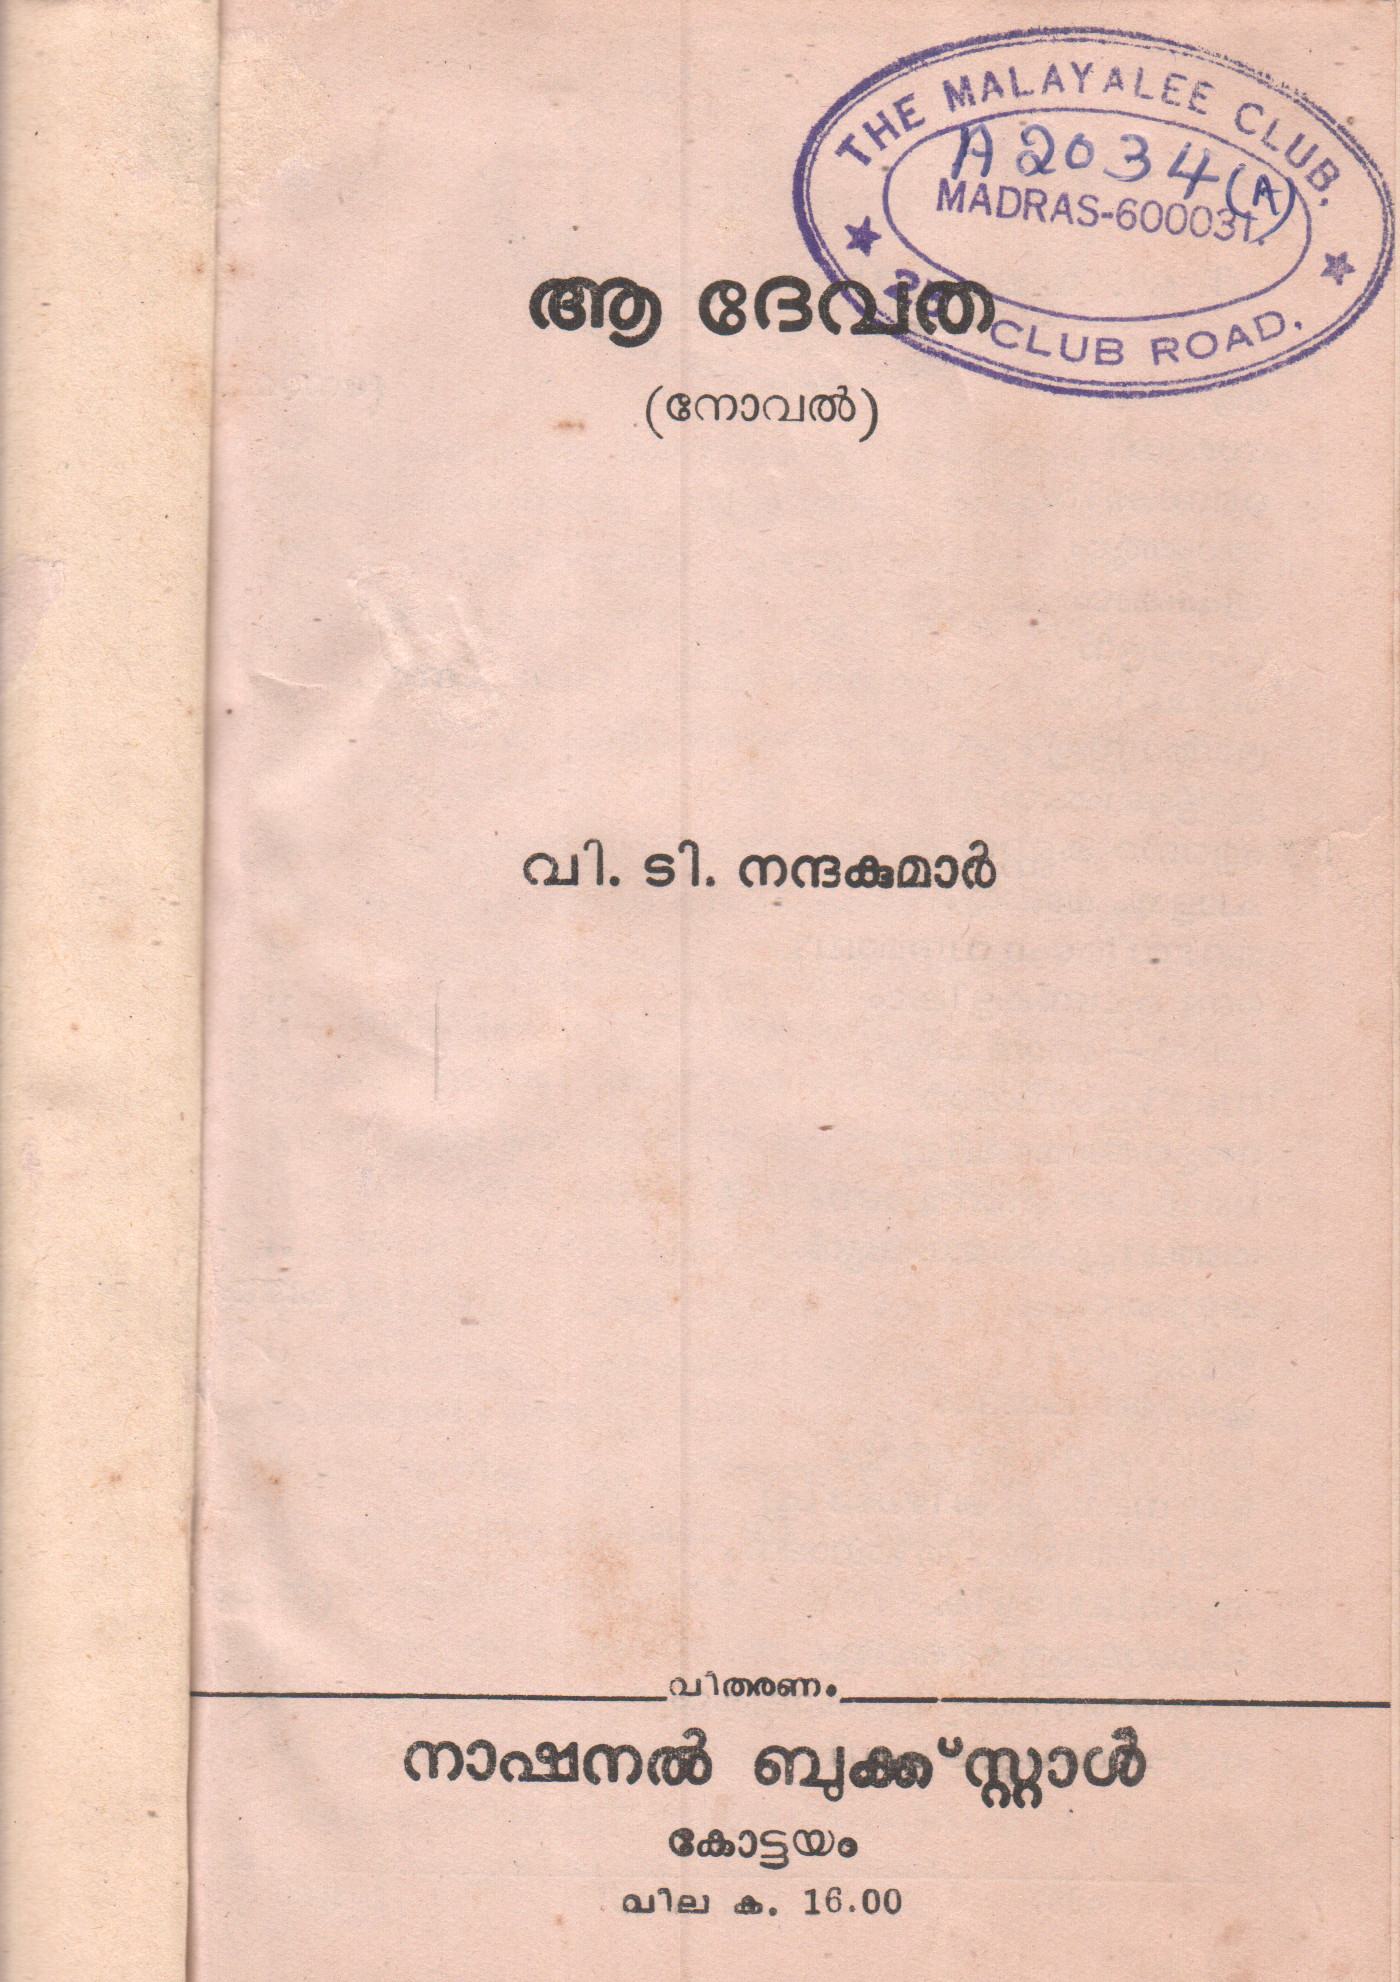 THE MALAYALEE CLUB,
A 2034 (A)
MADRAS-600031.
CLUB ROAD,
ആ ദേവത
(നോവൽ)
വി. ടി. നന്ദകുമാർ
വിതരണം
നാഷനൽ ബുക്ക് സ്റ്റാൾ
കോട്ടയം
വില ക. 16.00